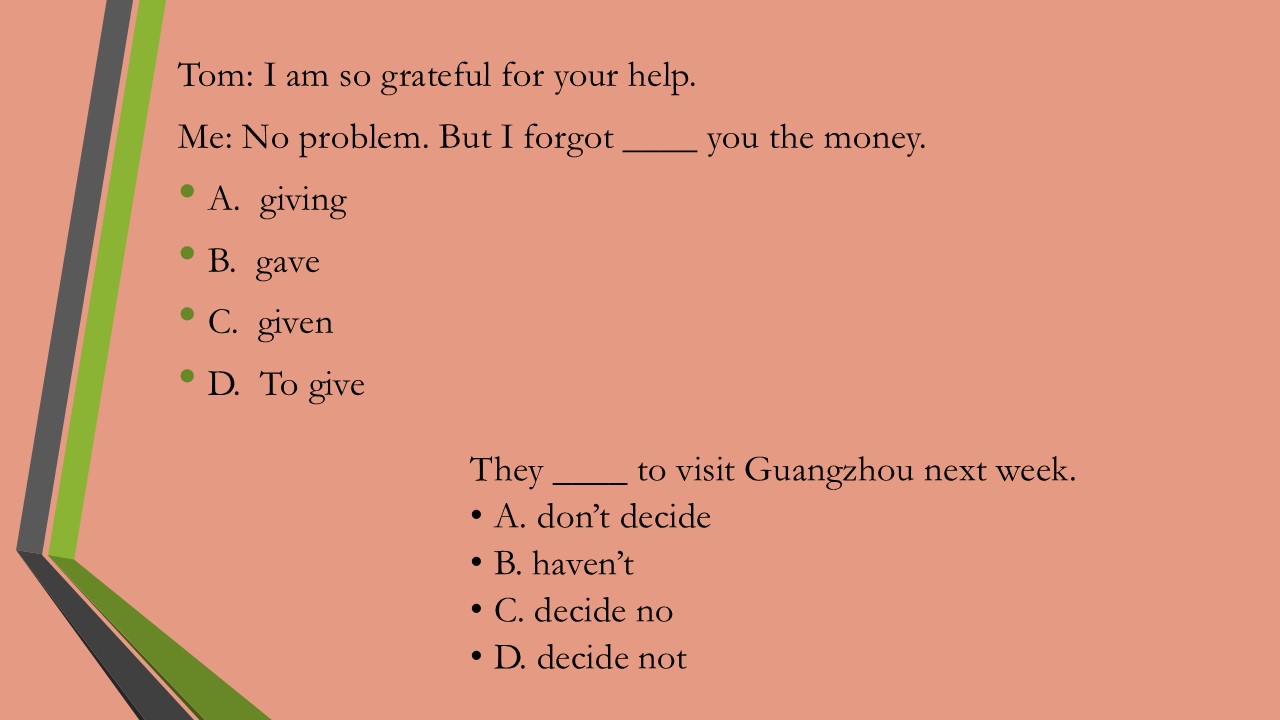 Tom: I am so grateful for your help.
Me: No problem. But I forgot ____ you the money.
• A.  giving
• B.  gave
• C.  given
• D.  To give
They ____ to visit Guangzhou next week.
• A. don’t decide
• B. haven’t
• C. decide no
• D. decide not